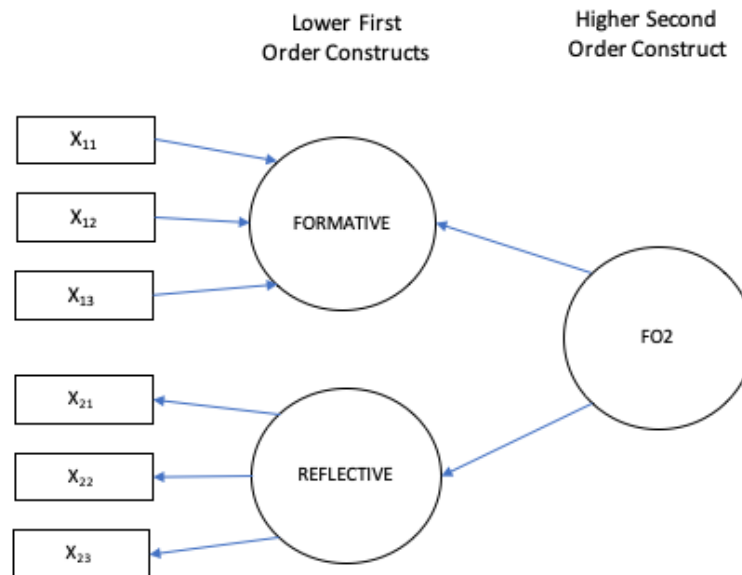 Lower First
Order Constructs
Higher Second
Order Construct
X₁₁
X₁₂
X₁₃
FORMATIVE
FO2
X₂₁
X₂₂
X₂₃
REFLECTIVE